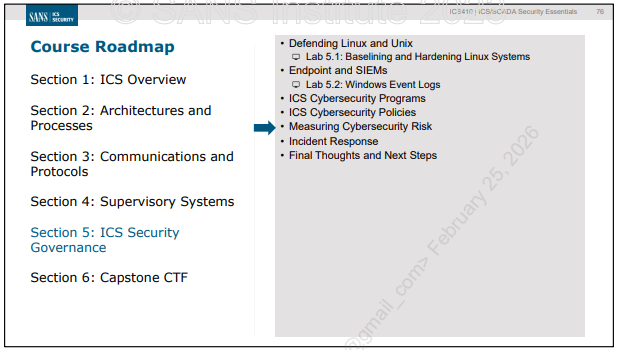 © SANS Institute 2026
SANS ICS SECURITY
ICS410 | ICS/SCADA Security Essentials 76
Course Roadmap
Section 1: ICS Overview
Section 2: Architectures and
Processes
Section 3: Communications and
Protocols
Section 4: Supervisory Systems
Section 5: ICS Security
Governance
Section 6: Capstone CTF
• Defending Linux and Unix
Lab 5.1: Baselining and Hardening Linux Systems
• Endpoint and SIEMs
Lab 5.2: Windows Event Logs
• ICS Cybersecurity Programs
• ICS Cybersecurity Policies
• Measuring Cybersecurity Risk
• Incident Response
• Final Thoughts and Next Steps
@gmail_com> February 25, 2026